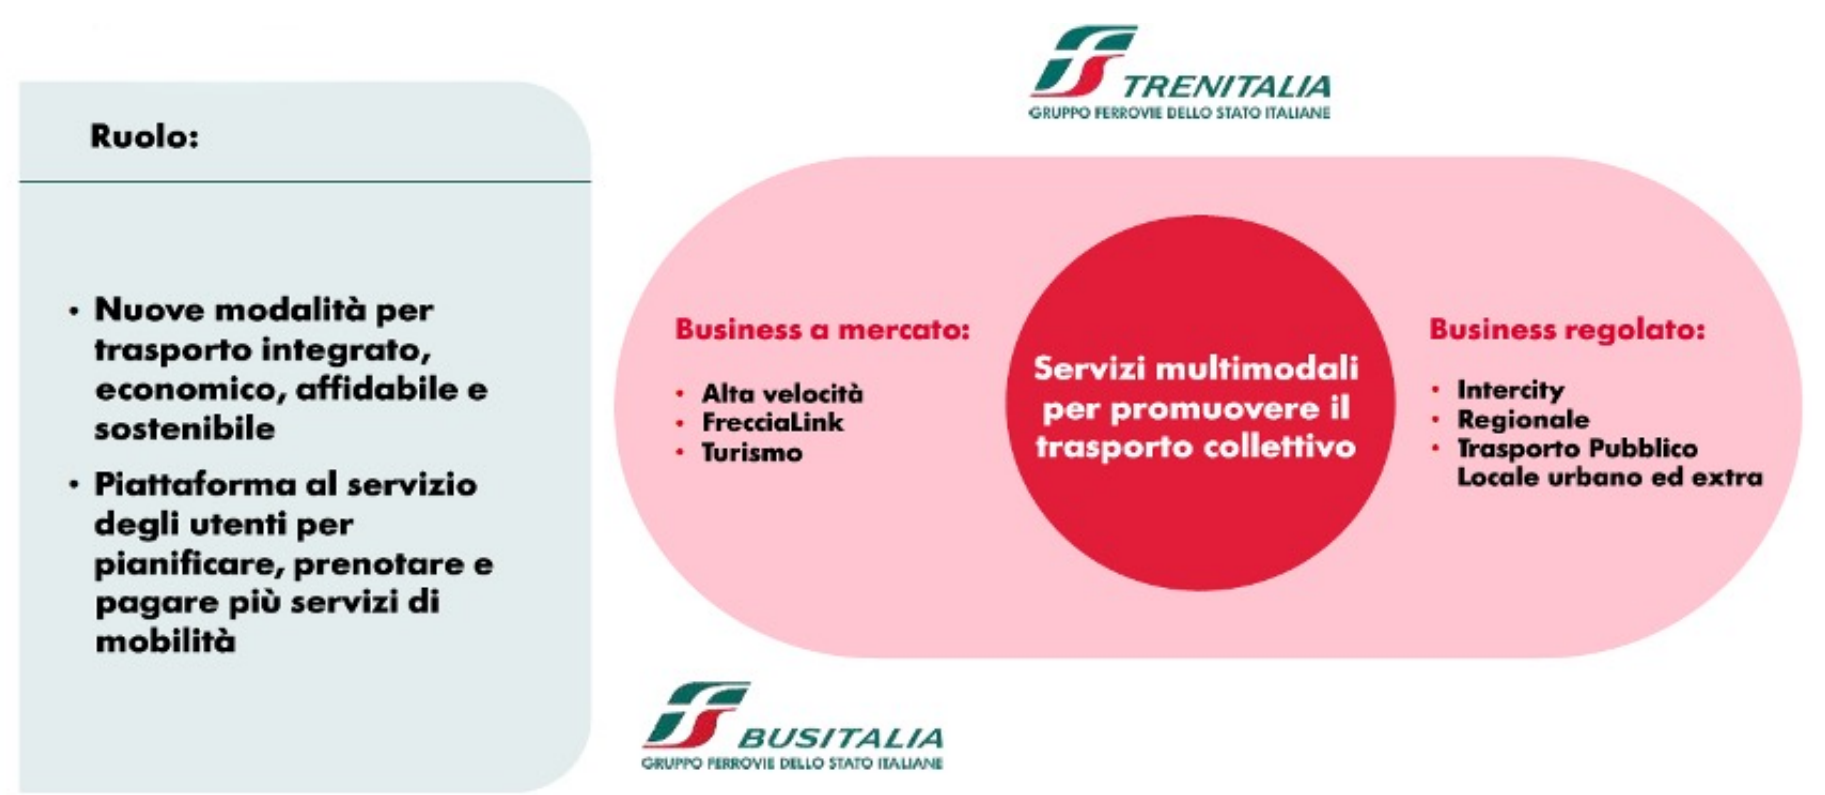 TRENITALIA
GRUPPO FERROVIE DELLO STATO ITALIANE
Ruolo:
• Nuove modalità per
trasporto integrato,
economico, affidabile e
sostenibile
• Piattaforma al servizio
degli utenti per
pianificare, prenotare e
pagare più servizi di
mobilità
Business a mercato:
• Alta velocità
• FrecciaLink
• Turismo
Servizi multimodali
per promuovere il
trasporto collettivo
Business regolato:
• Intercity
• Regionale
• Trasporto Pubblico
Locale urbano ed extra
BUSITALIA
GRUPPO FERROVIE DELLO STATO ITALIANE